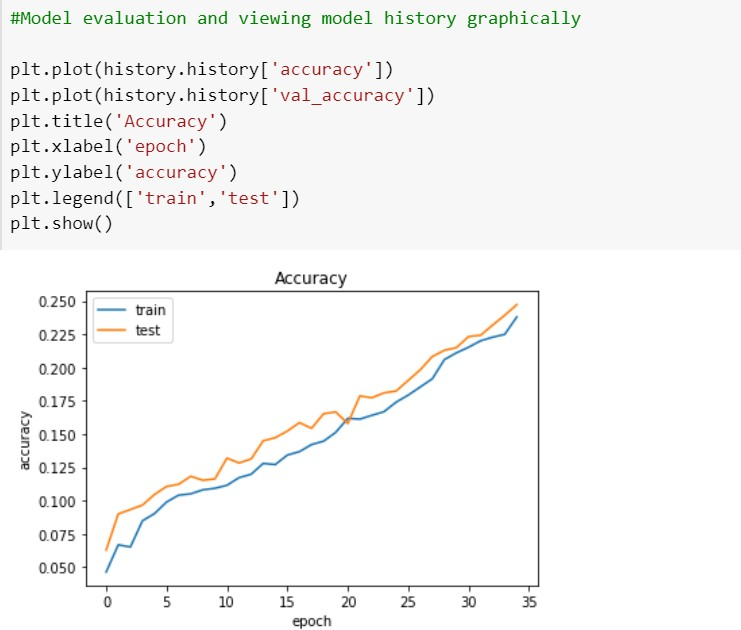 #Model evaluation and viewing model history graphically
plt.plot(history.history['accuracy'])
plt.plot(history.history['val_accuracy'])
plt.title('Accuracy')
plt.xlabel('epoch')
plt.ylabel('accuracy')
plt.legend(['train','test'])
plt.show()
Accuracy
train
test
accuracy
0.250
0.225
0.200
0.175
0.150
0.125
0.100
0.075
0.050
0 5 10 15 20 25 30 35
epoch